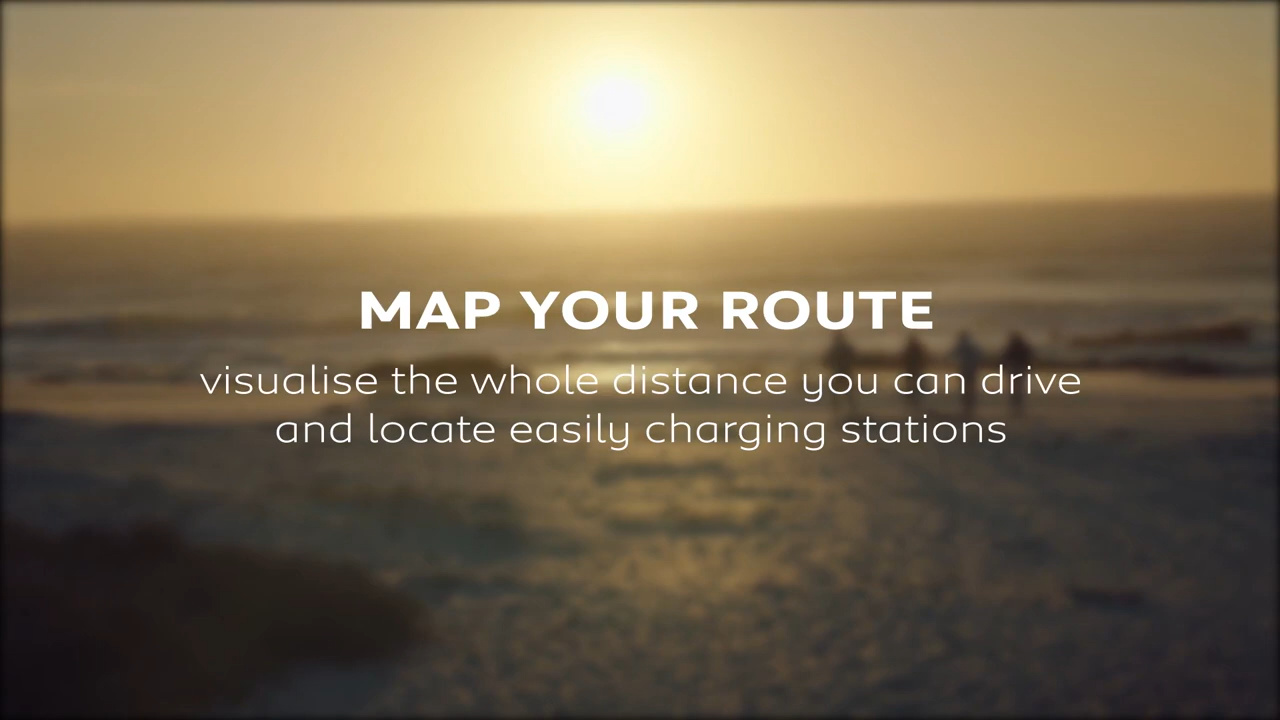 MAP YOUR ROUTE
visualise the whole distance you can drive
and locate easily charging stations